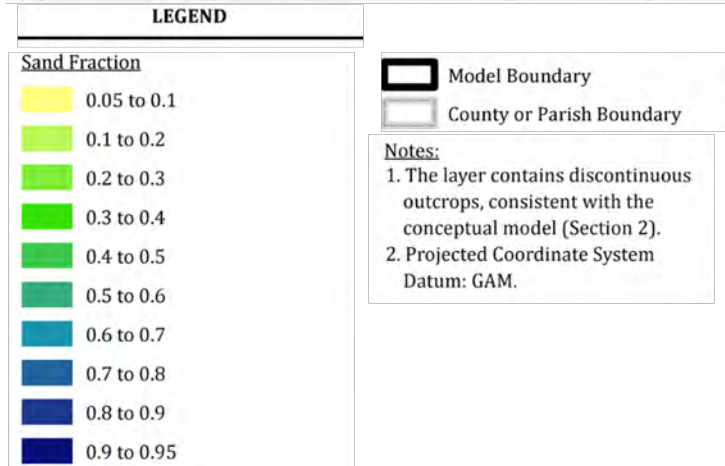 LEGEND
Sand Fraction
0.05 to 0.1
0.1 to 0.2
0.2 to 0.3
0.3 to 0.4
0.4 to 0.5
0.5 to 0.6
0.6 to 0.7
0.7 to 0.8
0.8 to 0.9
0.9 to 0.95
Model Boundary
County or Parish Boundary
Notes:
1. The layer contains discontinuous
outcrops, consistent with the
conceptual model (Section 2).
2. Projected Coordinate System
Datum: GAM.